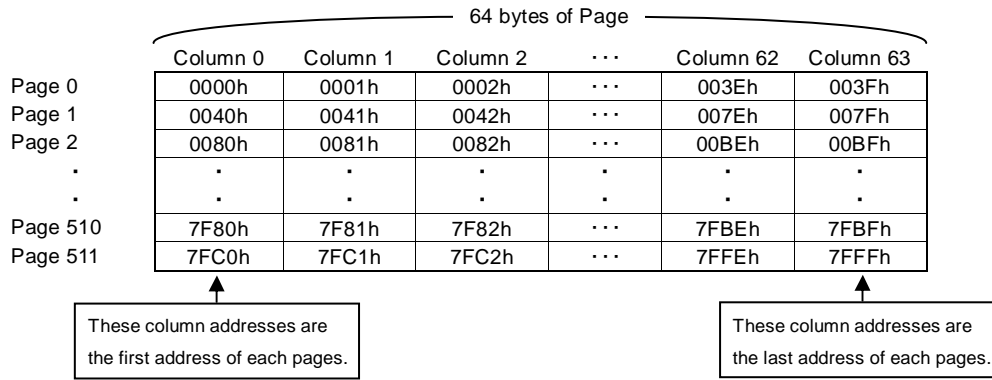 64 bytes of Page
Column 0 Column 1 Column 2 ··· Column 62 Column 63
Page 0 0000h 0001h 0002h ··· 003Eh 003Fh
Page 1 0040h 0041h 0042h ··· 007Eh 007Fh
Page 2 0080h 0081h 0082h ··· 00BEh 00BFh
· · · · · · ·
· · · · · · ·
Page 510 7F80h 7F81h 7F82h ··· 7FBEh 7FBFh
Page 511 7FC0h 7FC1h 7FC2h ··· 7FFEh 7FFFh
These column addresses are
the first address of each pages.
These column addresses are
the last address of each pages.